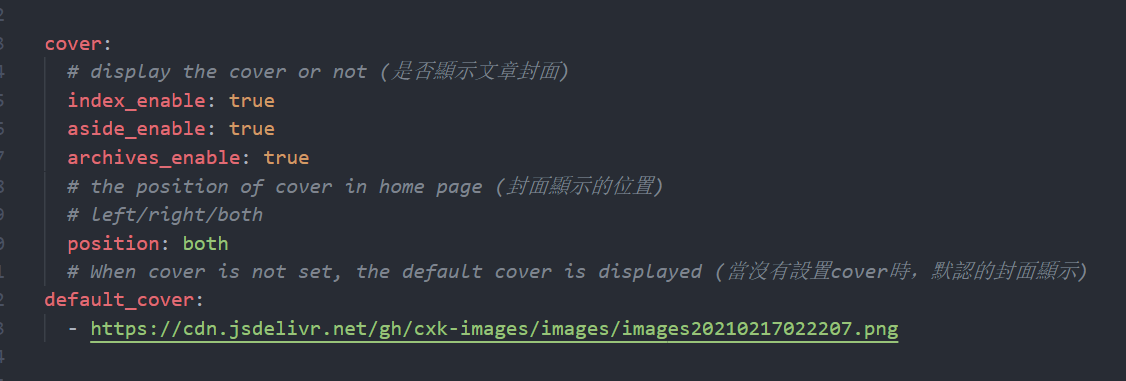 cover:
# display the cover or not (是否顯示文章封面)
index_enable: true
aside_enable: true
archives_enable: true
# the position of cover in home page (封面顯示的位置)
# left/right/both
position: both
# When cover is not set, the default cover is displayed (當沒有設置cover時，默認的封面顯示)
default_cover:
- https://cdn.jsdelivr.net/gh/cxk-images/images/images20210217022207.png